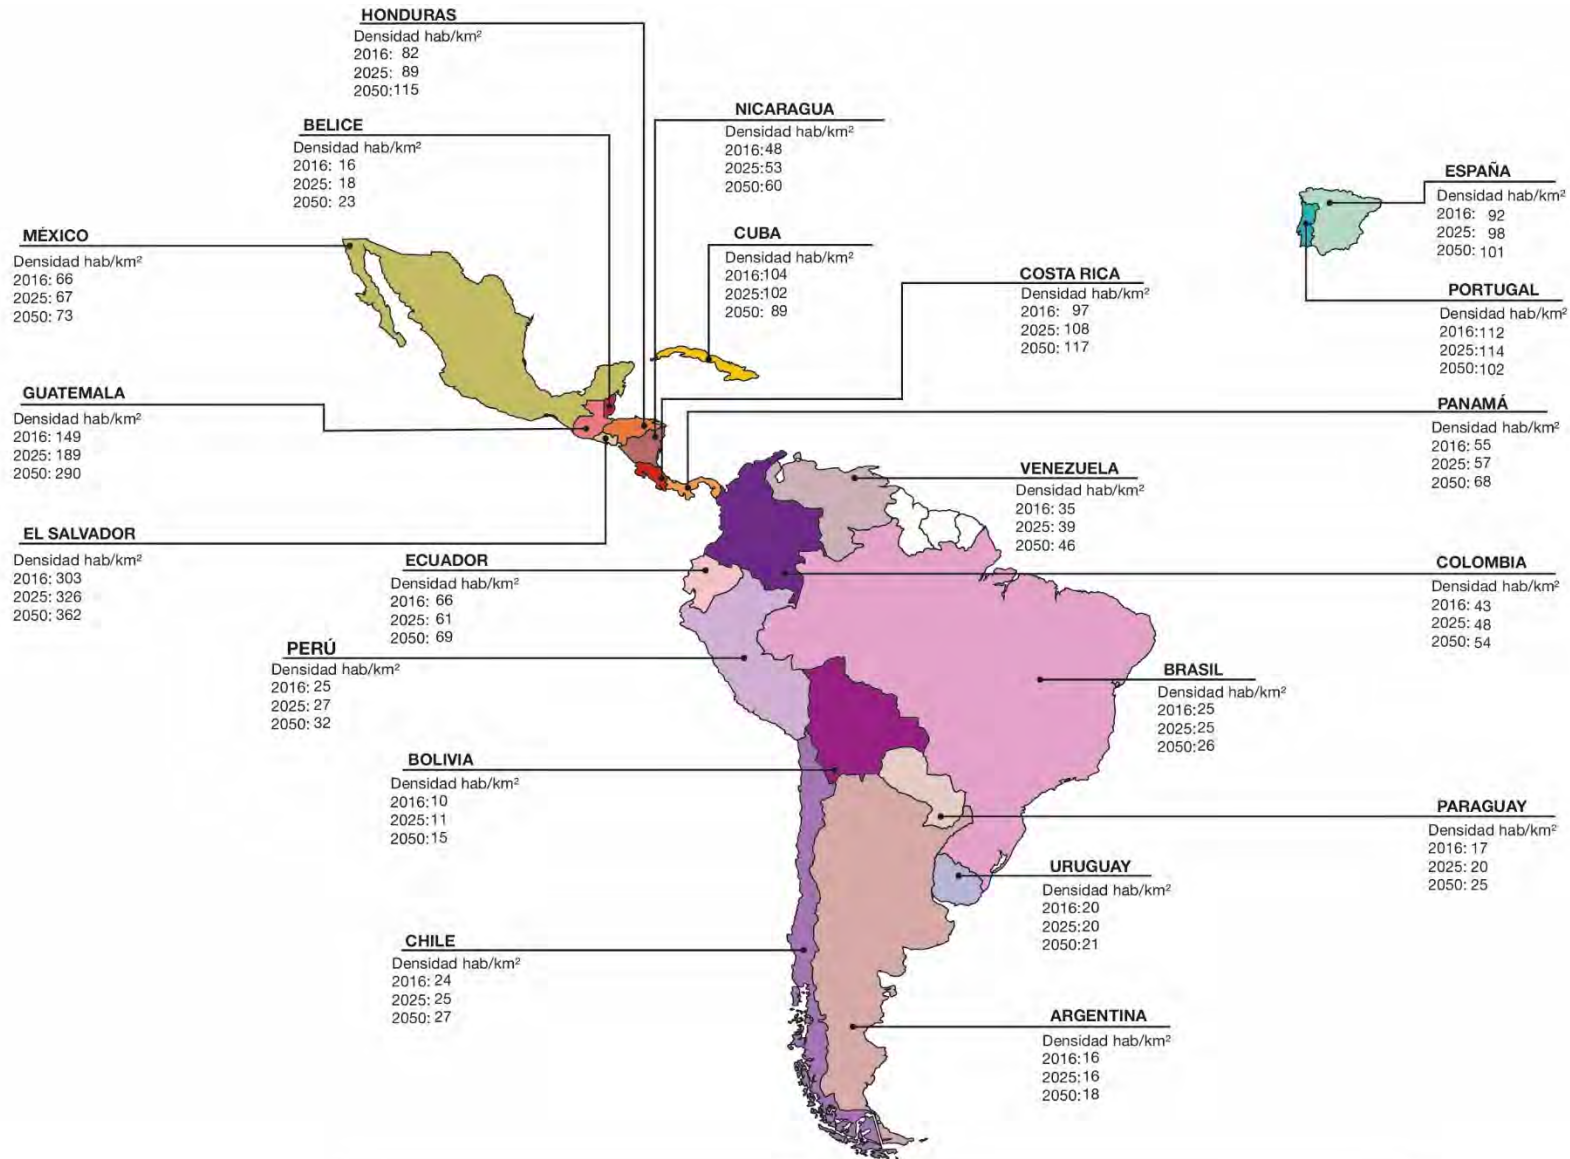 HONDURAS
Densidad hab/km²
2016: 82
2025: 89
2050:115
BELICE
Densidad hab/km²
2016: 16
2025: 18
2050: 23
NICARAGUA
Densidad hab/km²
2016:48
2025:53
2050:60
ESPAÑA
Densidad hab/km²
2016: 92
2025: 98
2050: 101
MÉXICO
Densidad hab/km²
2016: 66
2025: 67
2050: 73
CUBA
Densidad hab/km²
2016:104
2025:102
2050: 89
COSTA RICA
Densidad hab/km²
2016: 97
2025: 108
2050: 117
PORTUGAL
Densidad hab/km²
2016:112
2025:114
2050:102
GUATEMALA
Densidad hab/km²
2016: 149
2025: 189
2050: 290
PANAMÁ
Densidad hab/km²
2016: 55
2025: 57
2050: 68
VENEZUELA
Densidad hab/km²
2016: 35
2025: 39
2050: 46
EL SALVADOR
Densidad hab/km²
2016: 303
2025: 326
2050: 362
ECUADOR
Densidad hab/km²
2016: 66
2025: 61
2050: 69
COLOMBIA
Densidad hab/km²
2016: 43
2025: 48
2050: 54
PERÚ
Densidad hab/km²
2016: 25
2025: 27
2050: 32
BRASIL
Densidad hab/km²
2016:25
2025:25
2050:26
BOLIVIA
Densidad hab/km²
2016:10
2025:11
2050:15
PARAGUAY
Densidad hab/km²
2016: 17
2025: 20
2050: 25
URUGUAY
Densidad hab/km²
2016:20
2025:20
2050:21
CHILE
Densidad hab/km²
2016: 24
2025: 25
2050: 27
ARGENTINA
Densidad hab/km²
2016:16
2025:16
2050:18